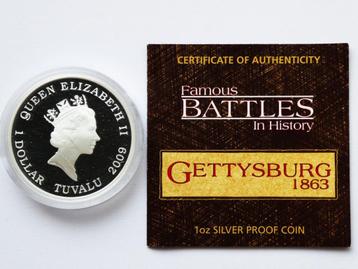 QUEEN ELIZABETH II
1 DOLLAR TUVALU 2009
CERTIFICATE OF AUTHENTICITY
Famous
BATTLES
In History
GETTYSBURG
1863
1oz SILVER PROOF COIN